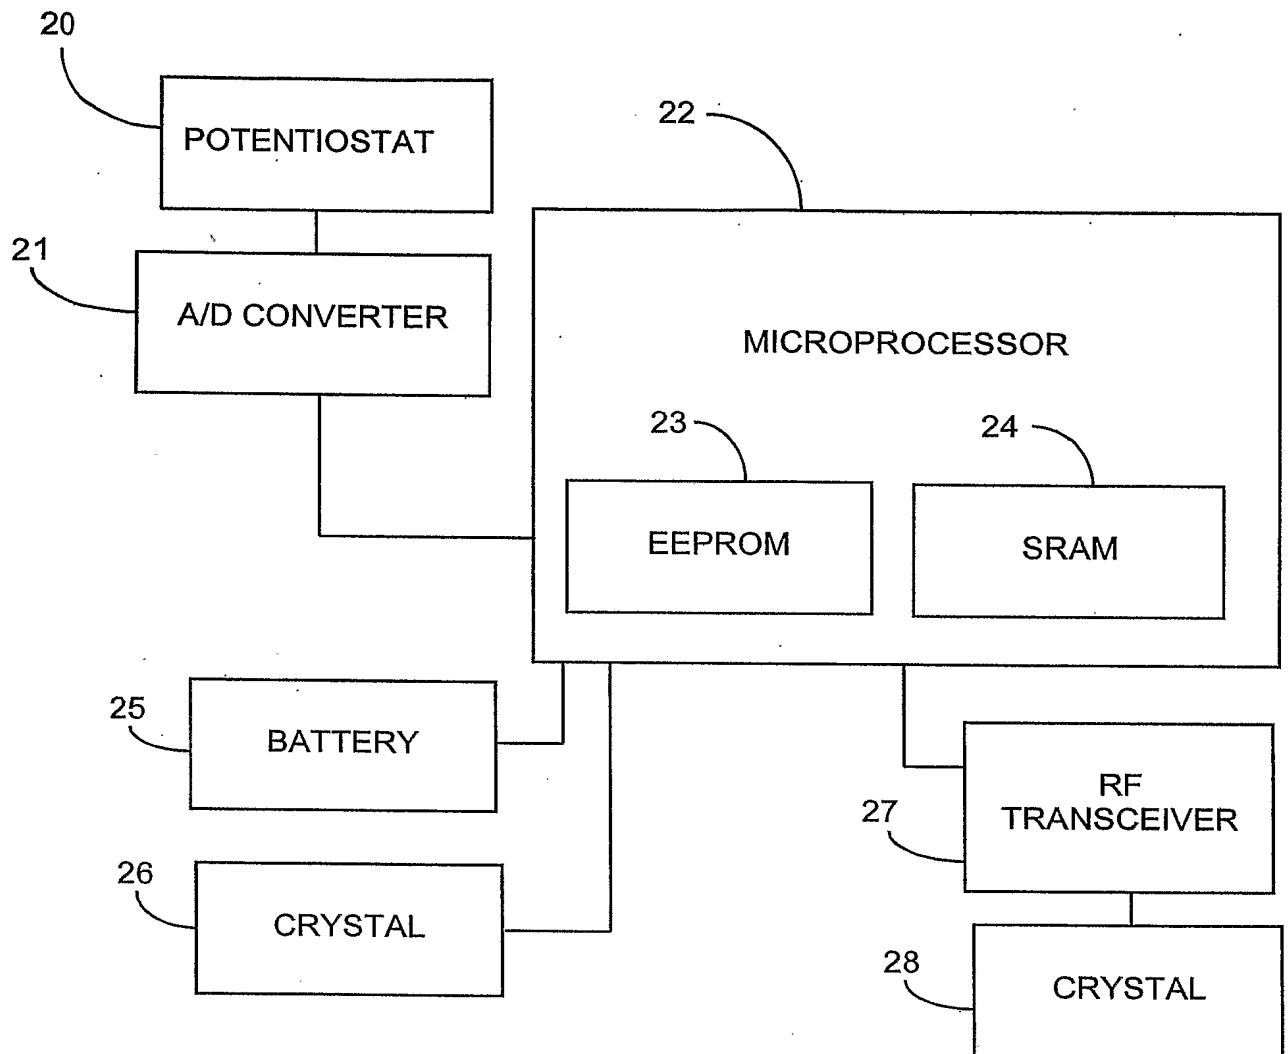 20
POTENTIOSTAT
22
21
A/D CONVERTER
MICROPROCESSOR
23
24
EEPROM
SRAM
25
BATTERY
RF
TRANSCEIVER
27
26
CRYSTAL
28
CRYSTAL